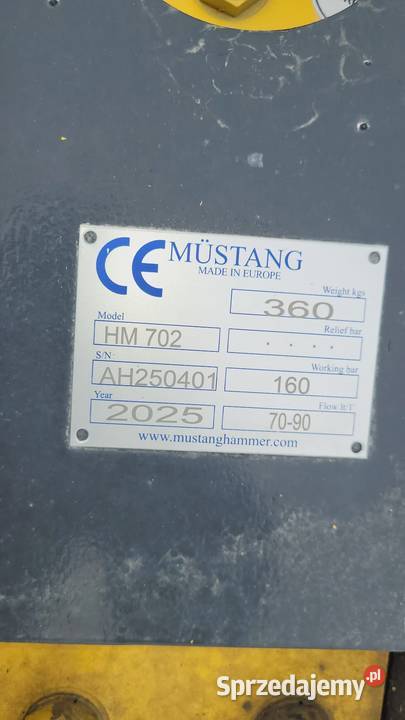 CE MÜSTANG
MADE IN EUROPE
Weight kgs
360
Model
HM 702
Relief bar
. . . .
S/N
AH250401
Working bar
160
Year
2025
Flow lt/1'
70-90
www.mustanghammer.com
Sprzedajemy.pl